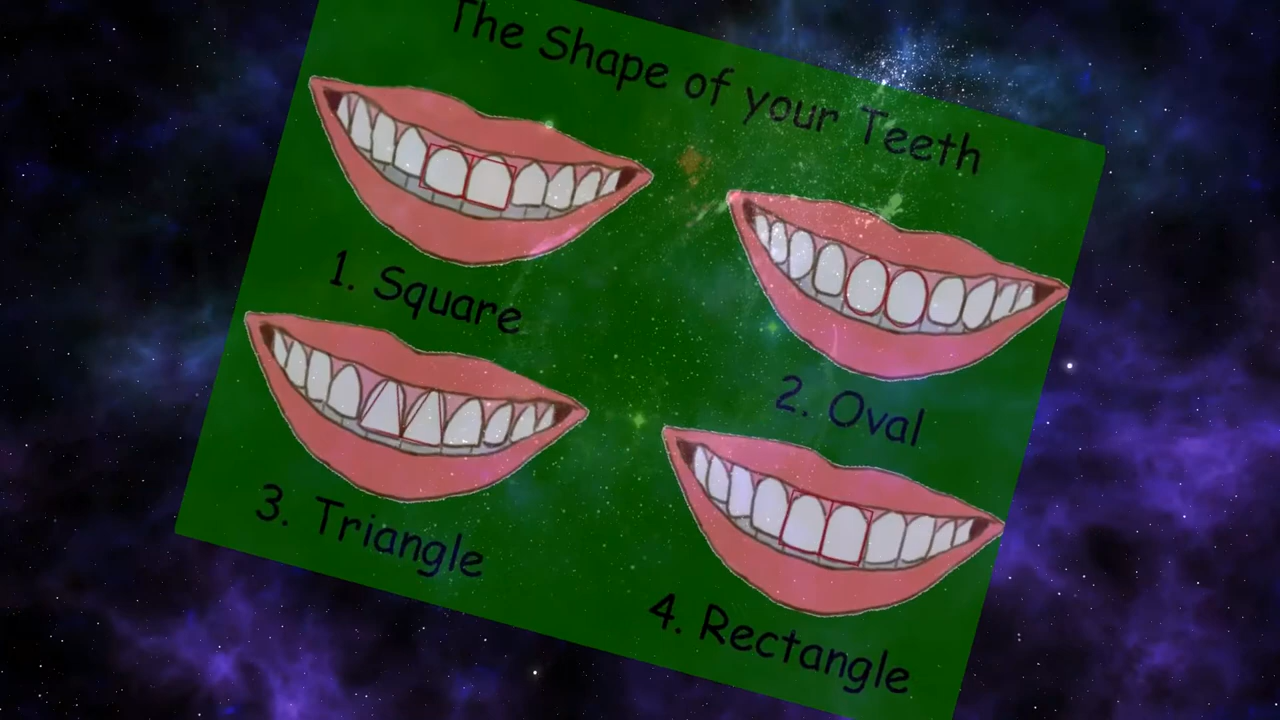 The Shape of your Teeth
1. Square
2. Oval
3. Triangle
4. Rectangle